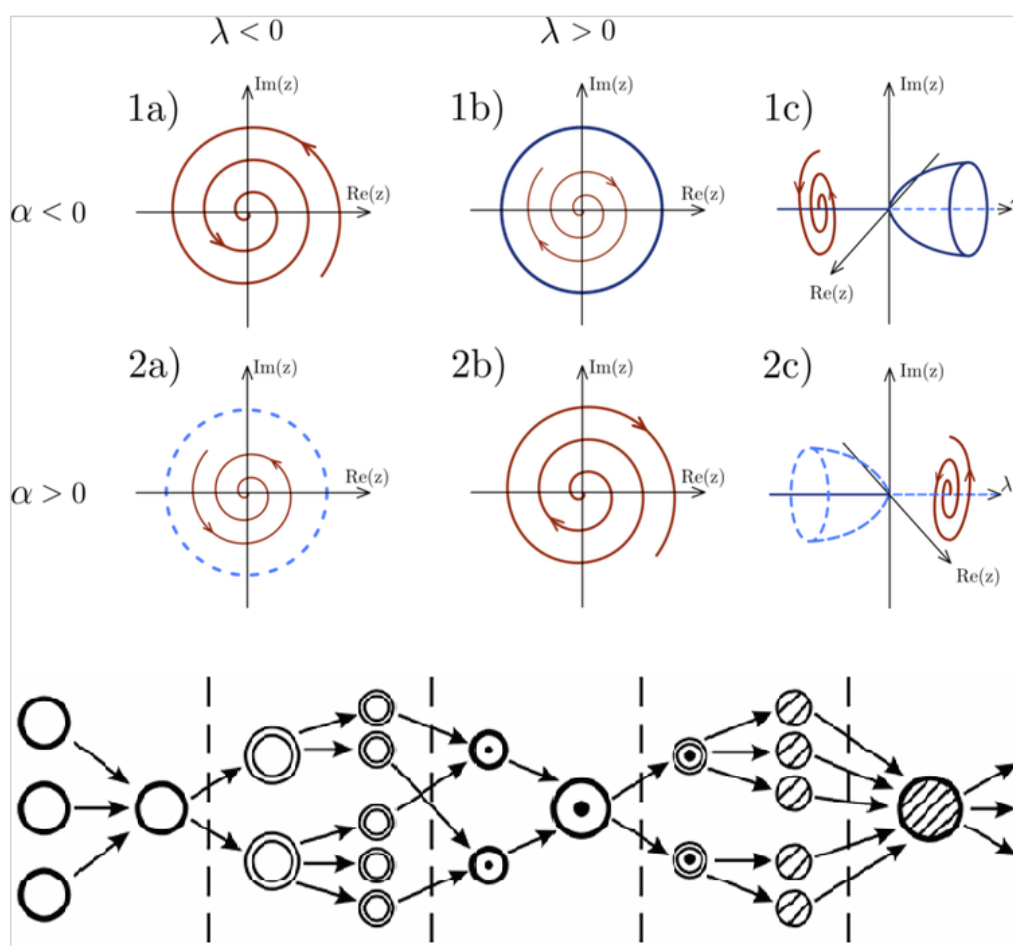 λ < 0
λ > 0
1a)
Im(z)
Re(z)
1b)
Im(z)
Re(z)
1c)
Im(z)
Re(z)
α < 0
2a)
Im(z)
Re(z)
2b)
Im(z)
Re(z)
2c)
Im(z)
λ
Re(z)
α > 0